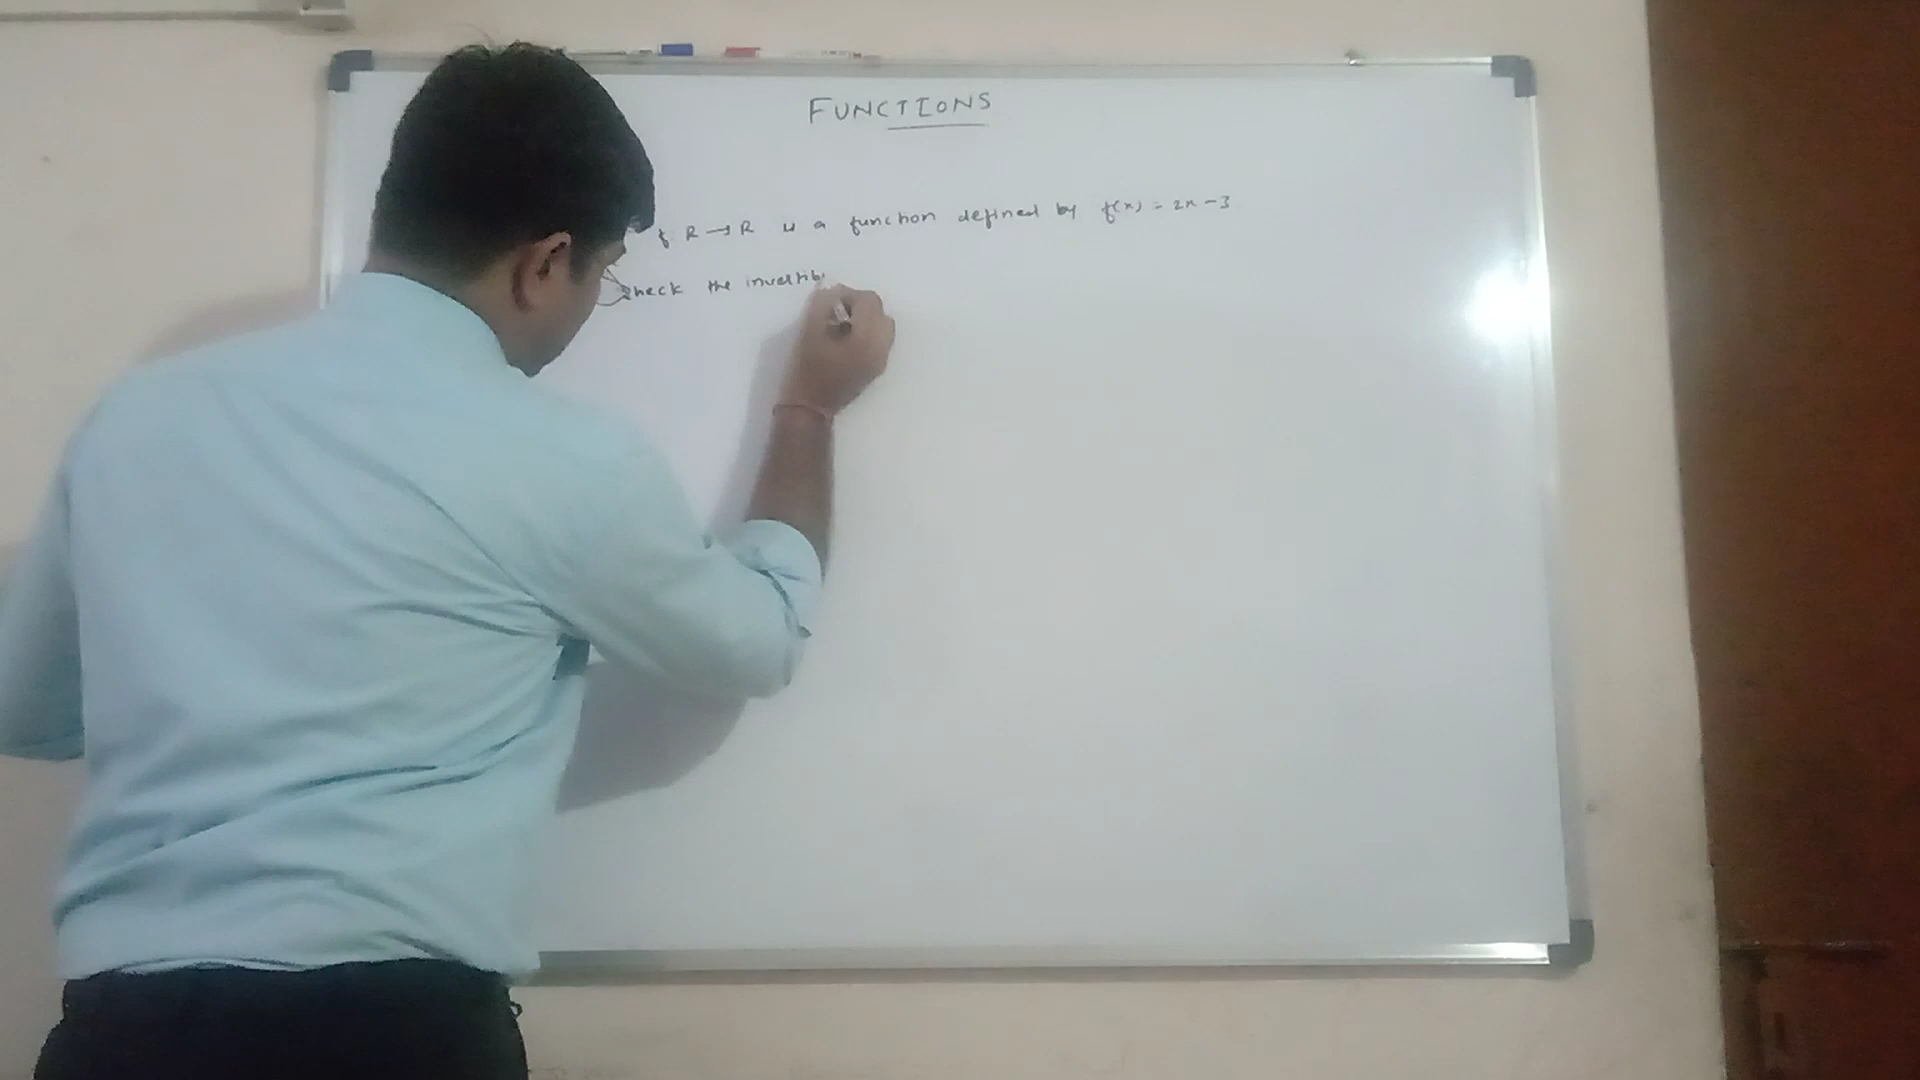 FUNCTIONS
f: R → R is a function defined by f(x) = 2x - 3
Check the invertib